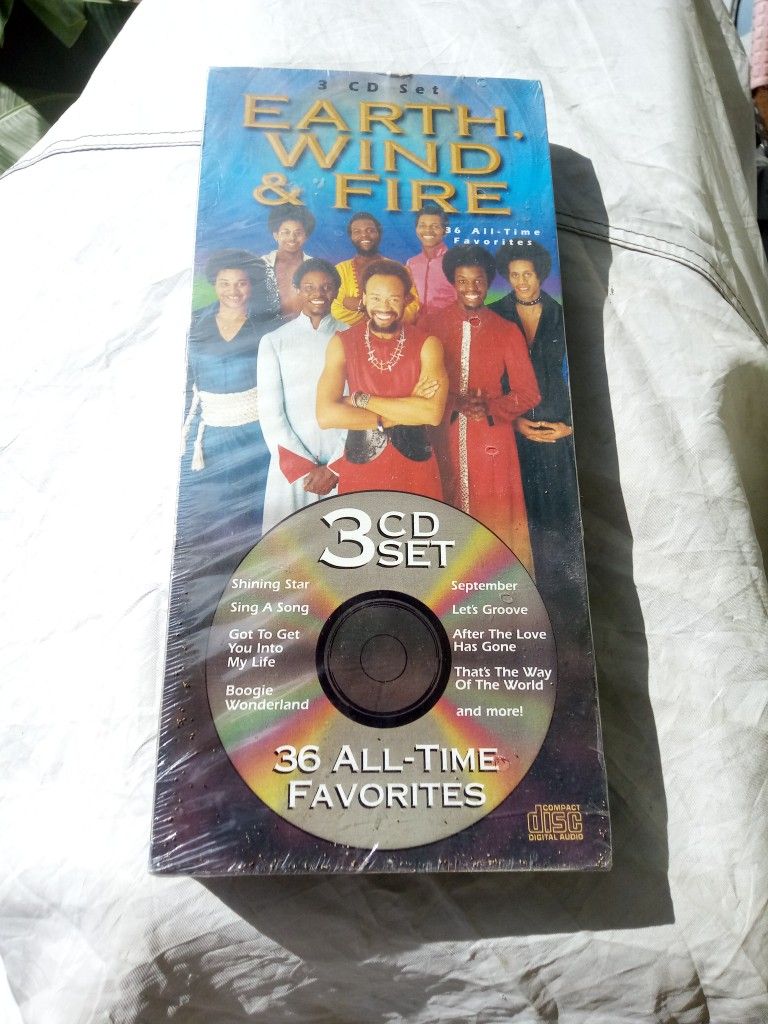 3 CD Set
EARTH,
WIND
& FIRE
36 All-Time
Favorites
3 CD
SET
Shining Star
Sing A Song
Got To Get
You Into
My Life
Boogie
Wonderland
September
Let's Groove
After The Love
Has Gone
That's The Way
Of The World
and more!
36 ALL-TIME
FAVORITES
COMPACT
disc
DIGITAL AUDIO